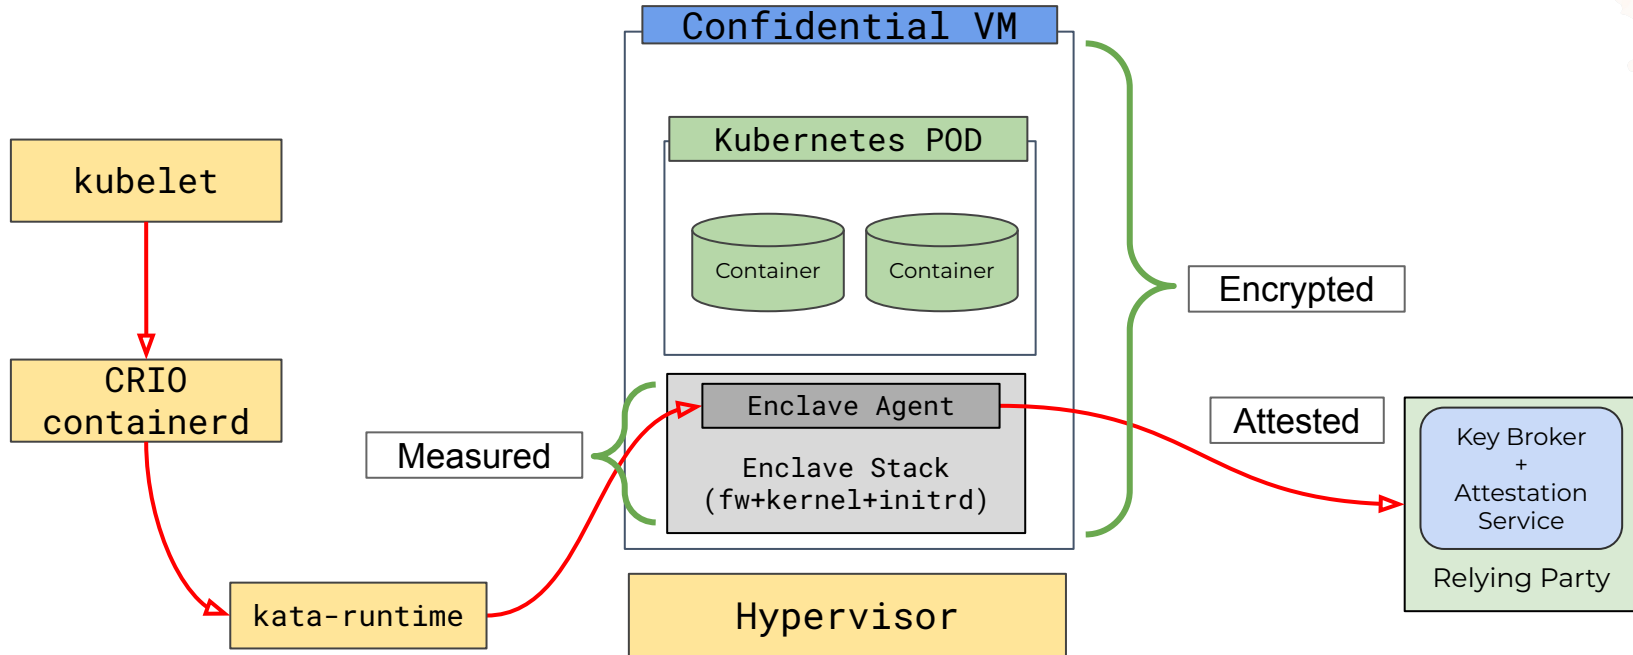 Confidential VM
Kubernetes POD
kubelet
Container
Container
Encrypted
CRIO
containerd
Enclave Agent
Measured
Enclave Stack
(fw+kernel+initrd)
Attested
Key Broker
+
Attestation
Service
Relying Party
kata-runtime
Hypervisor